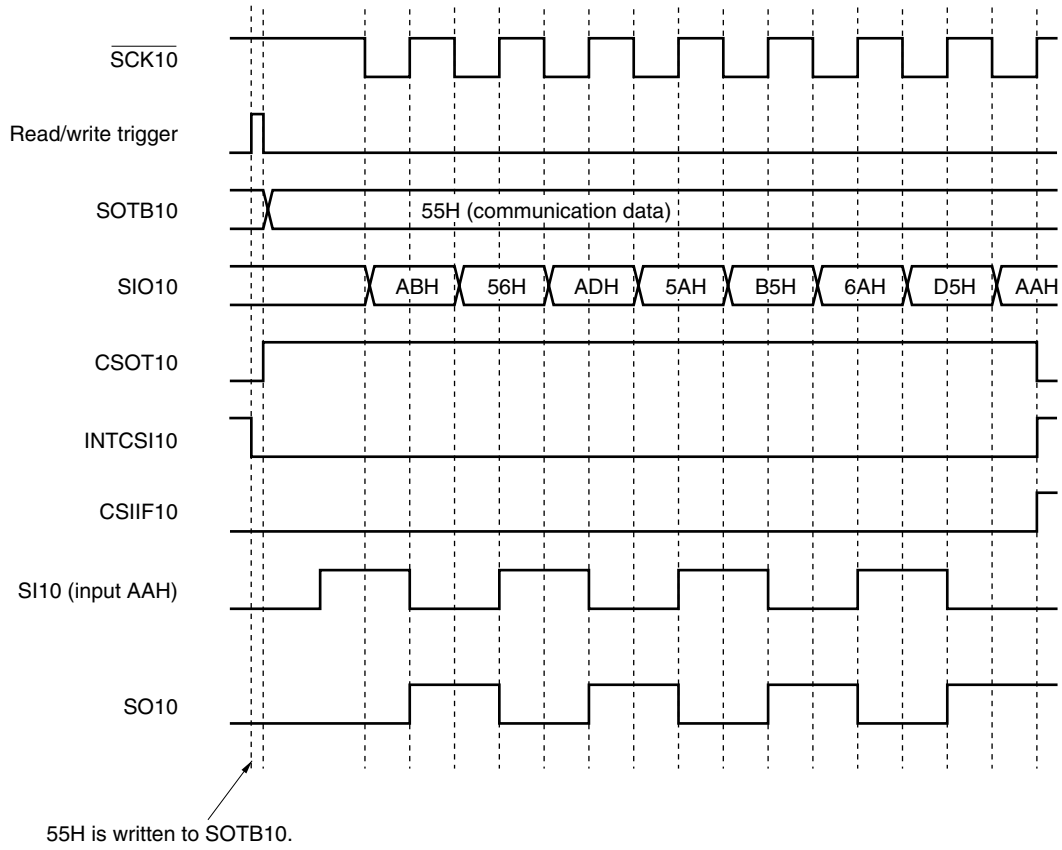 SCK10
Read/write trigger
SOTB10
55H (communication data)
SIO10
ABH 56H ADH 5AH B5H 6AH D5H AAH
CSOT10
INTCSI10
CSIIF10
SI10 (input AAH)
SO10
55H is written to SOTB10.